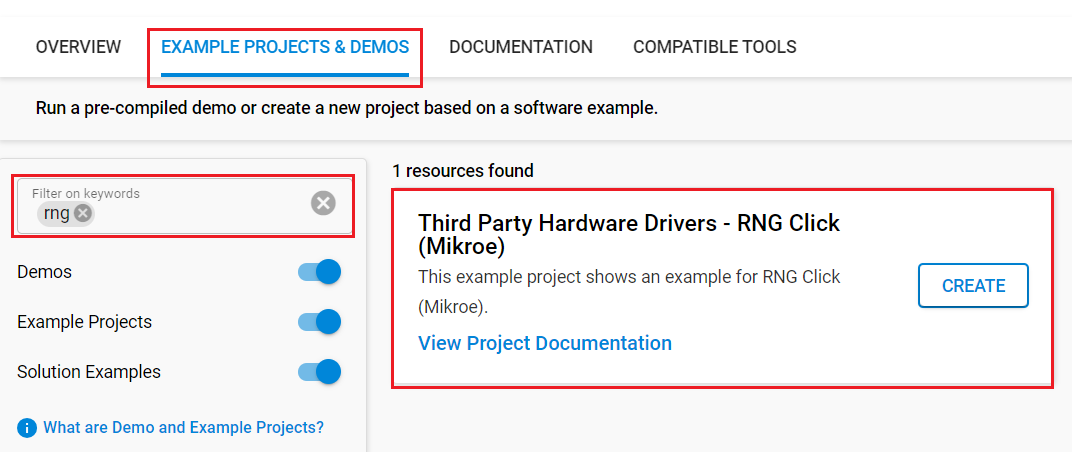 OVERVIEW EXAMPLE PROJECTS & DEMOS DOCUMENTATION COMPATIBLE TOOLS
Run a pre-compiled demo or create a new project based on a software example.
Filter on keywords
rng
Demos
Example Projects
Solution Examples
What are Demo and Example Projects?
1 resources found
Third Party Hardware Drivers - RNG Click
(Mikroe)
This example project shows an example for RNG Click
(Mikroe).
View Project Documentation
CREATE